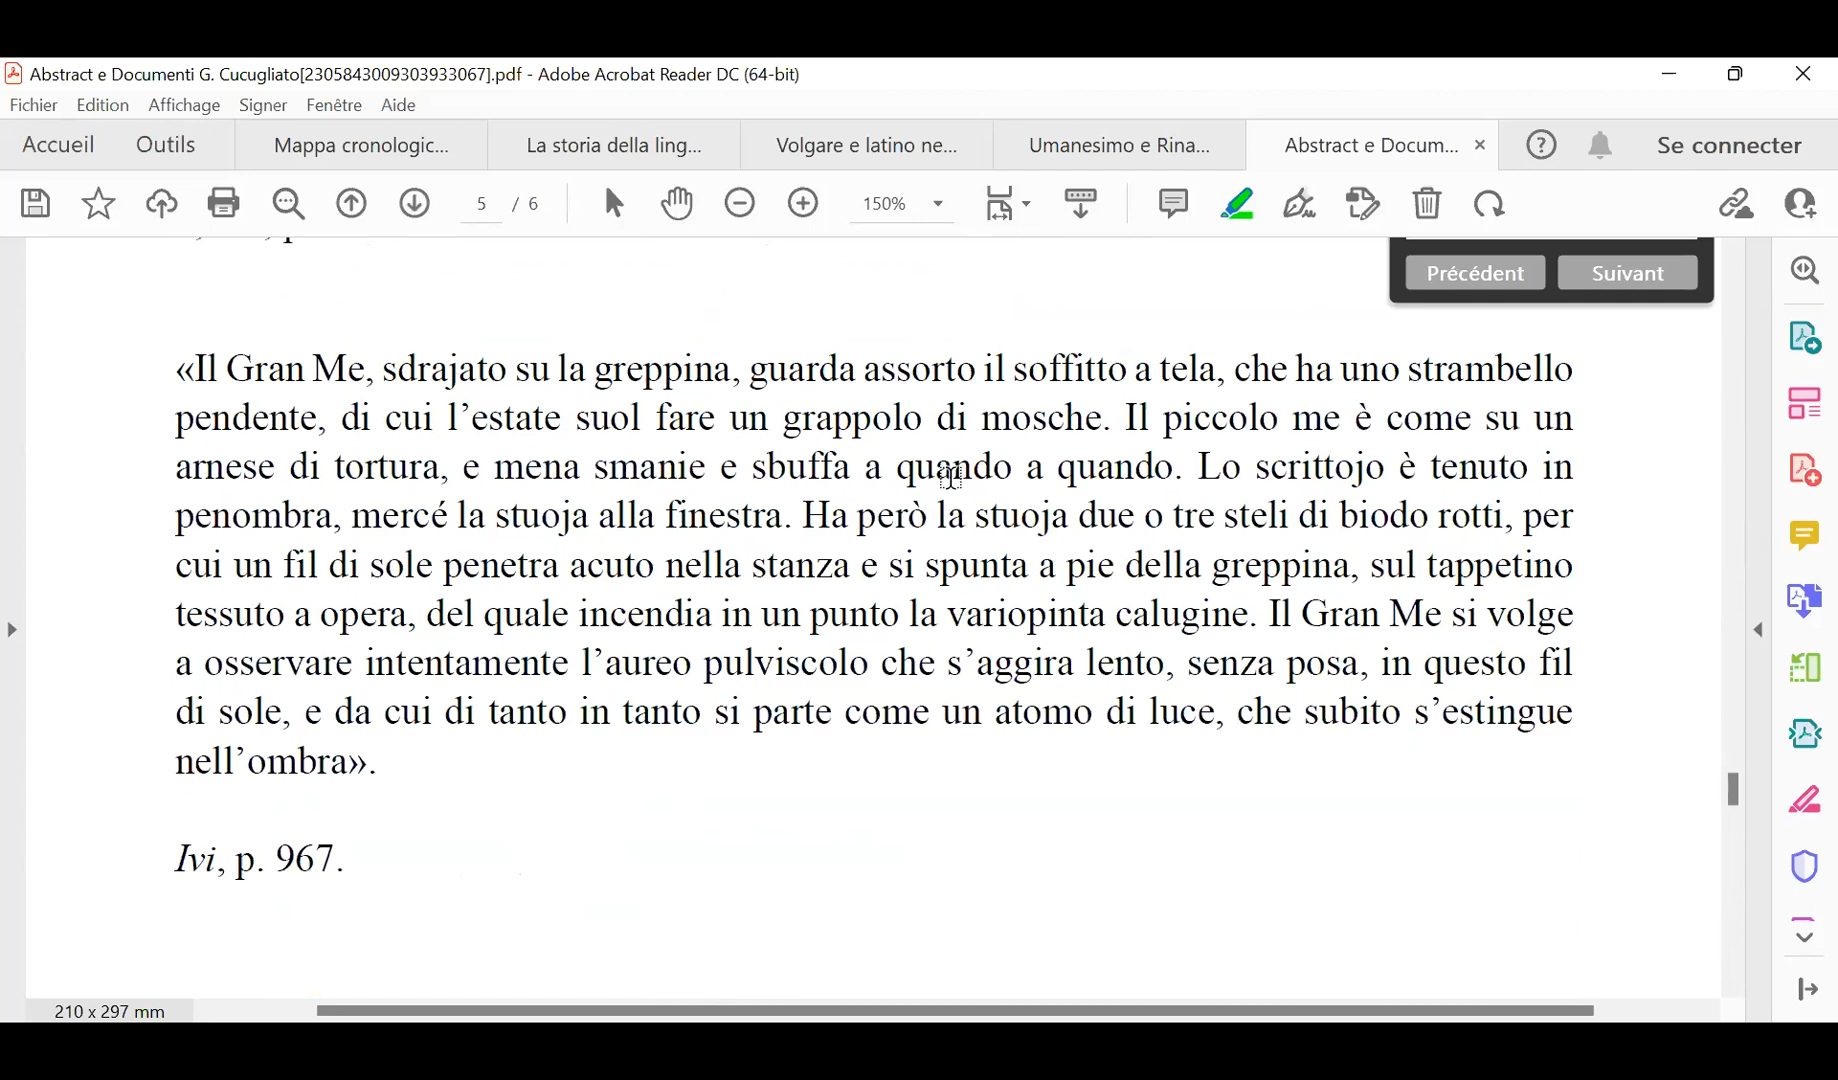 Abstract e Documenti G. Cucugliato[2305843009303933067].pdf - Adobe Acrobat Reader DC (64-bit)
Fichier Edition Affichage Signer Fenêtre Aide
Accueil Outils Mappa cronologic... La storia della ling... Volgare e latino ne... Umanesimo e Rina... Abstract e Docum... Se connecter
5 / 6 150%
Précédent Suivant
«Il Gran Me, sdrajato su la greppina, guarda assorto il soffitto a tela, che ha uno strambello
pendente, di cui l’estate suol fare un grappolo di mosche. Il piccolo me è come su un
arnese di tortura, e mena smanie e sbuffa a quando a quando. Lo scrittojo è tenuto in
penombra, mercé la stuoja alla finestra. Ha però la stuoja due o tre steli di biodo rotti, per
cui un fil di sole penetra acuto nella stanza e si spunta a pie della greppina, sul tappetino
tessuto a opera, del quale incendia in un punto la variopinta calugine. Il Gran Me si volge
a osservare intentamente l’aureo pulviscolo che s’aggira lento, senza posa, in questo fil
di sole, e da cui di tanto in tanto si parte come un atomo di luce, che subito s’estingue
nell’ombra».
Ivi, p. 967.
210 x 297 mm